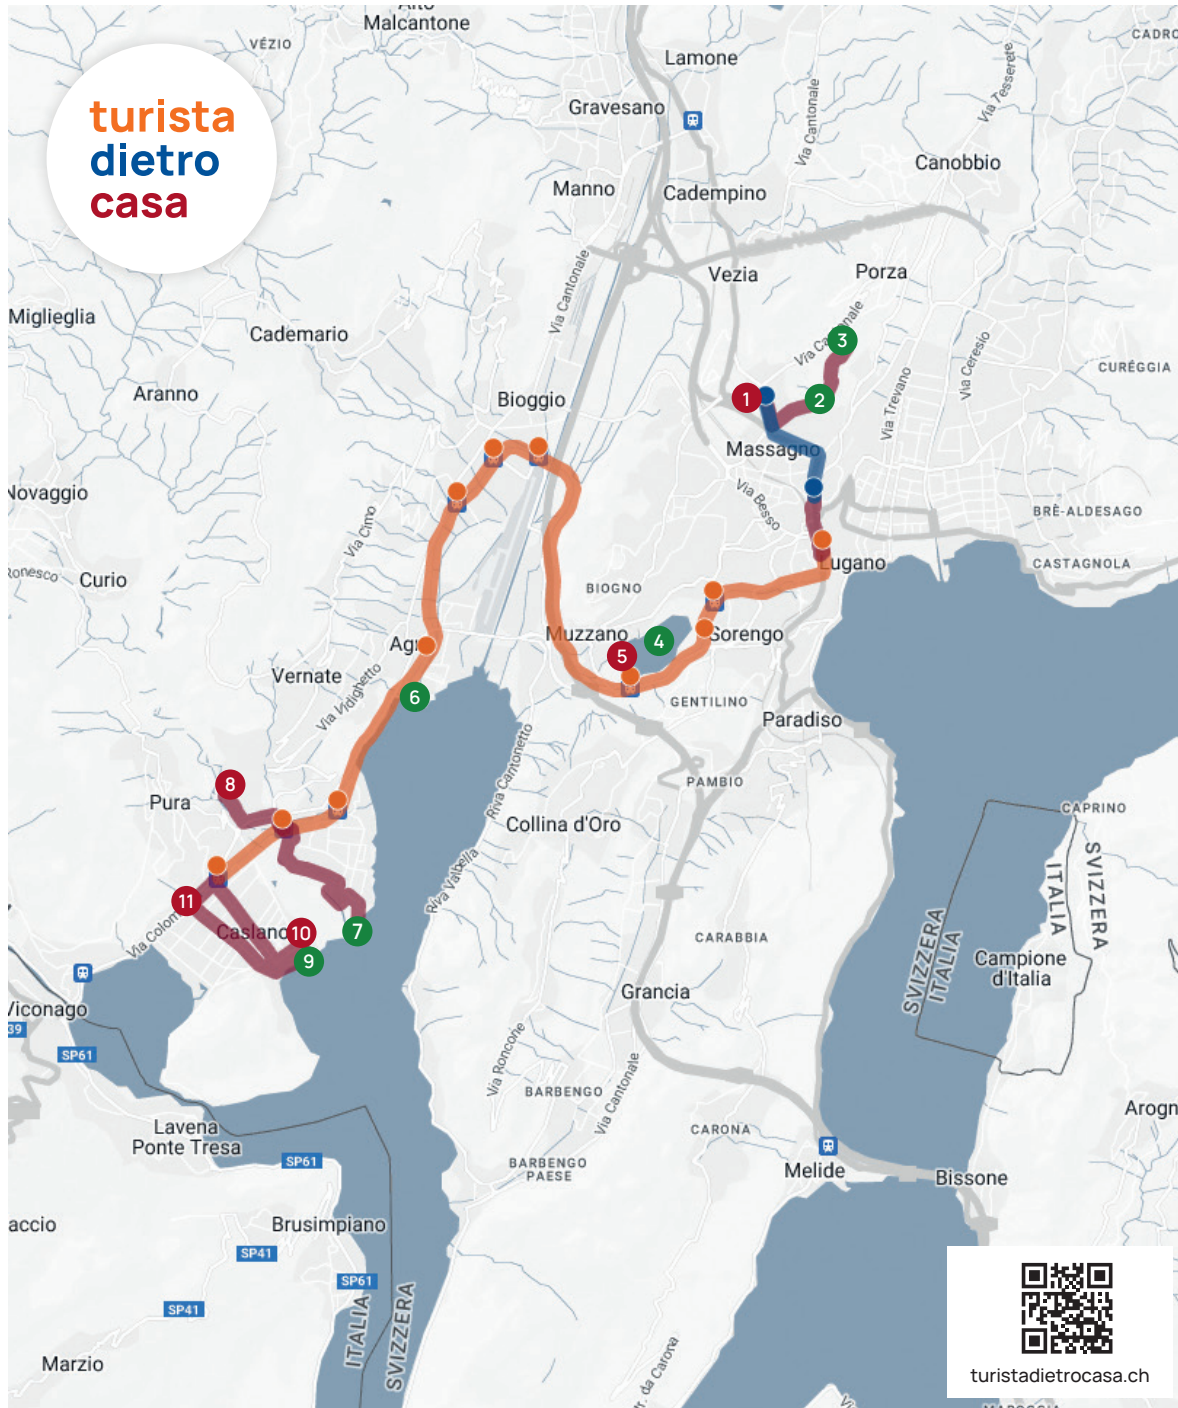 Malcantone
VÉZIO
CADRO
Lamone
turista
dietro
casa
Gravesano
Via Cantonale
Via Tesserete
Canobbio
Manno
Cadempino
Via Cantonale
Vezia
Porza
Miglieglia
Cademario
Via Ceresio
3
CURÉGGIA
Aranno
Bioggio
1
2
Via Trevano
Massagno
Novaggio
Via Besso
BRÈ-ALDESAGO
Via Cimo
Curio
Lugano
CASTAGNOLA
BIOGNO
Muzzano
4
Sorengo
5
Vernate
Via Vidighetto
6
GENTILINO
Paradiso
Riva Cantonetto
8
Pura
PAMBIO
CAPRINO
Collina d'Oro
Riva Valbella
SVIZZERA
ITALIA
11
Caslano
10
7
9
CARABBIA
SVIZZERA
ITALIA
Campione
d'Italia
Grancia
Viconago
39
SP61
Via Roncone
BARBENGO
Via Cantonale
Lavena
Ponte Tresa
CARONA
SP61
BARBENGO
PAESE
Melide
Bissone
Brusimpiano
SP41
SP61
SP41
ITALIA
SVIZZERA
Marzio
turistadietrocasa.ch